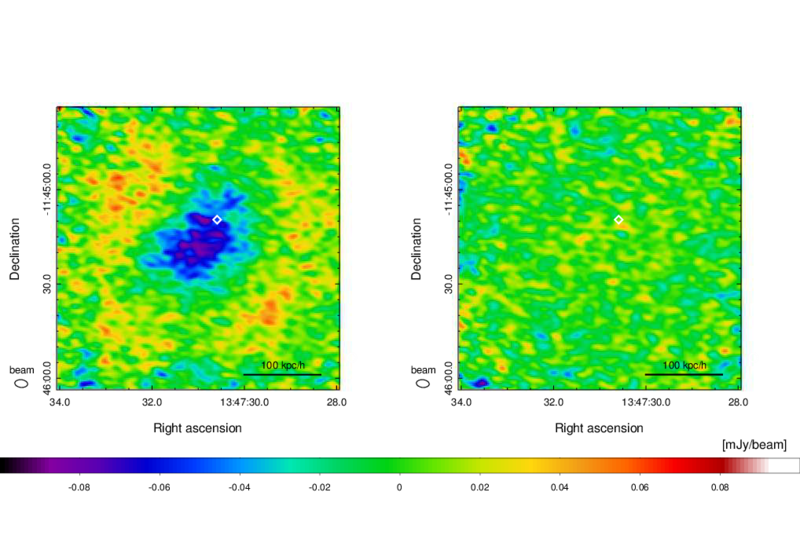 Declination
-11:45:00.0
30.0
46:00.0
beam
100 kpc/h
34.0 32.0 13:47:30.0 28.0
Right ascension
Declination
-11:45:00.0
30.0
46:00.0
beam
100 kpc/h
34.0 32.0 13:47:30.0 28.0
Right ascension
[mJy/beam]
-0.08 -0.06 -0.04 -0.02 0 0.02 0.04 0.06 0.08